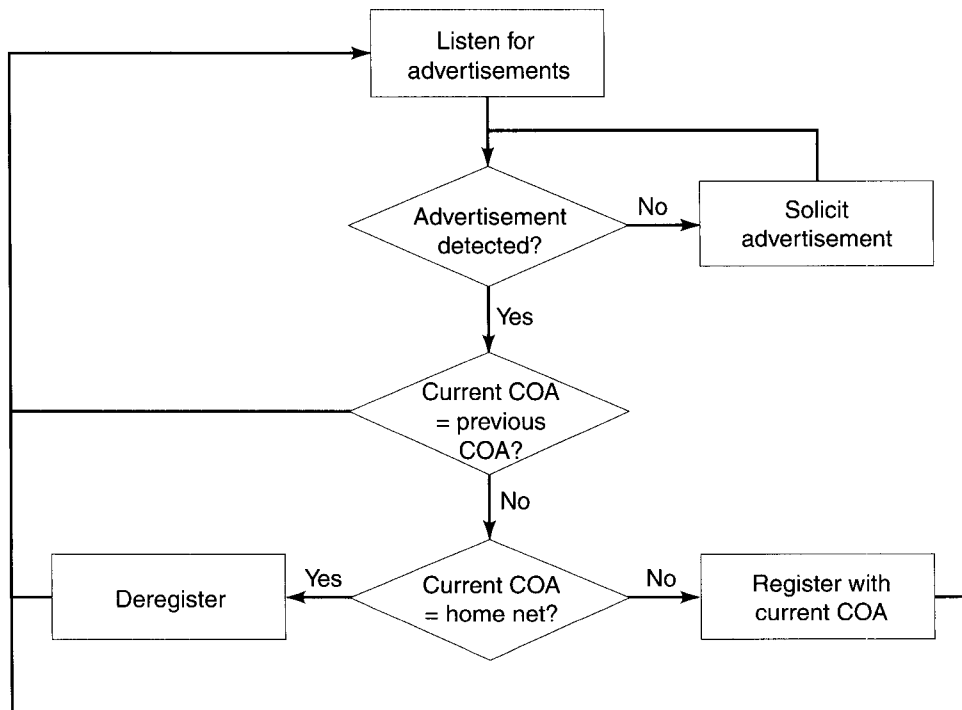 Listen for
advertisements
Advertisement
detected?
No
Solicit
advertisement
Yes
Current COA
= previous
COA?
No
Deregister
Yes
Current COA
= home net?
No
Register with
current COA